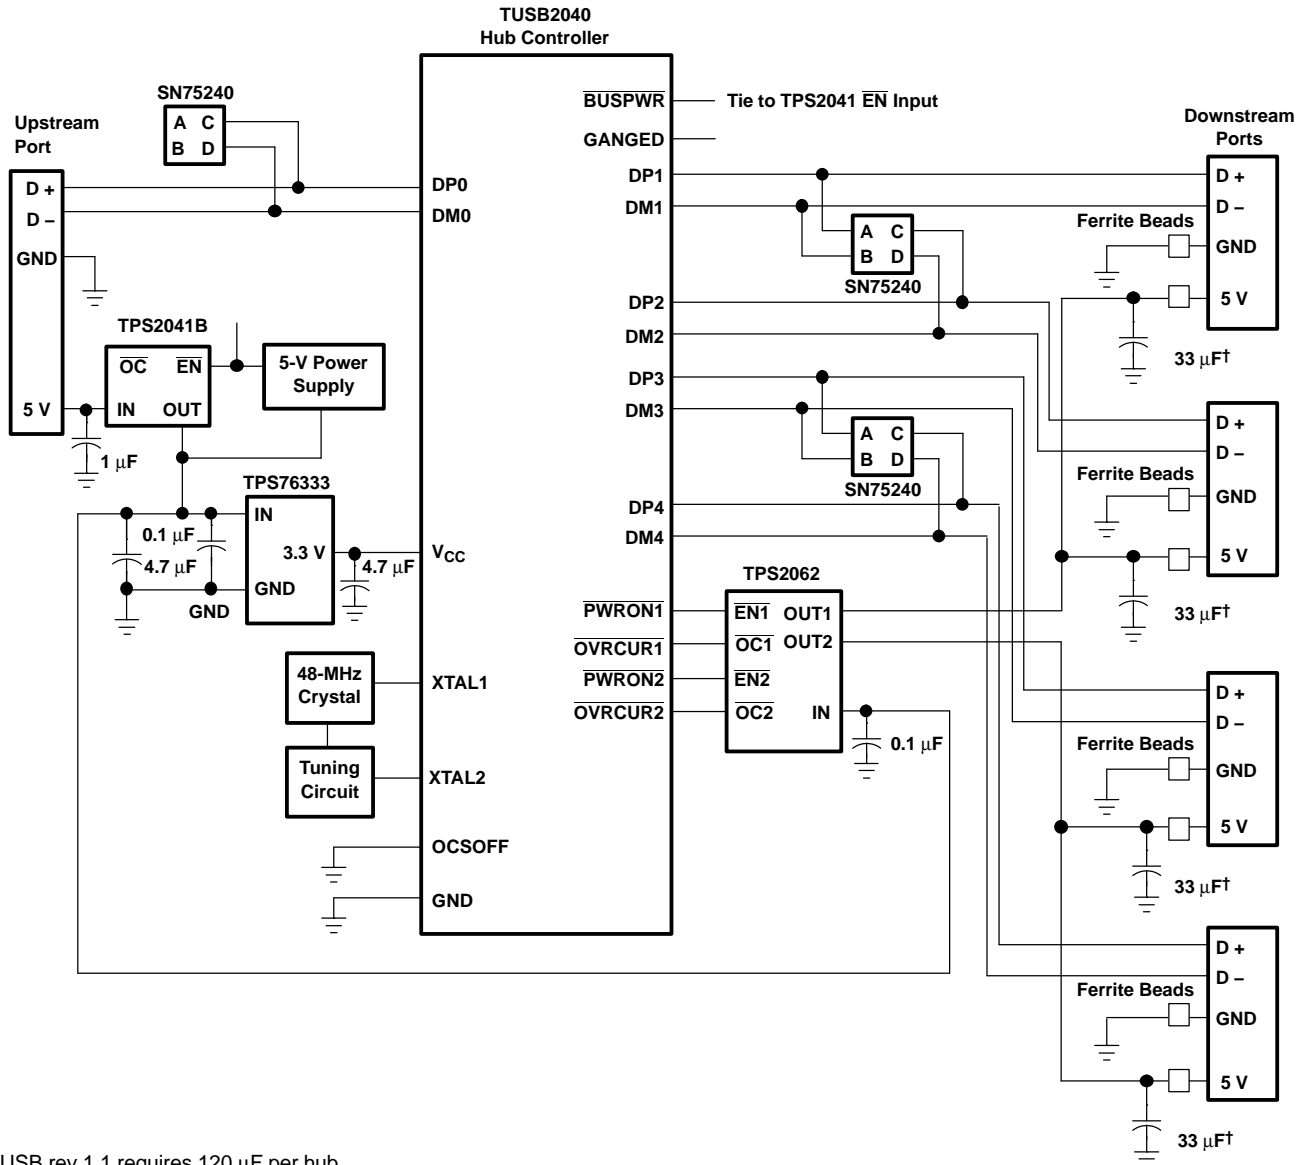 TUSB2040
Hub Controller
SN75240
A C
B D
Upstream
Port
D +
D –
GND
5 V
DP0
DM0
BUSPWR
Tie to TPS2041 EN Input
GANGED
DP1
DM1
A C
B D
SN75240
DP2
DM2
DP3
DM3
A C
B D
SN75240
DP4
DM4
TPS2041B
OC EN
IN OUT
5-V Power
Supply
1 µF
TPS76333
IN
3.3 V
GND
0.1 µF
4.7 µF
GND
4.7 µF
VCC
48-MHz
Crystal
XTAL1
Tuning
Circuit
XTAL2
OCSOFF
GND
PWRON1
OVRCUR1
PWRON2
OVRCUR2
TPS2062
EN1 OUT1
OC1 OUT2
EN2
OC2 IN
0.1 µF
Downstream
Ports
D +
D –
Ferrite Beads
GND
5 V
33 µF†
D +
D –
Ferrite Beads
GND
5 V
33 µF†
D +
D –
Ferrite Beads
GND
5 V
33 µF†
D +
D –
Ferrite Beads
GND
5 V
33 µF†
USB rev 1.1 requires 120 µF per hub